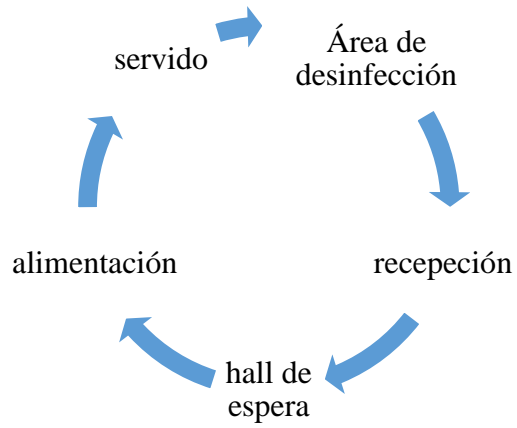 servido
Área de
desinfección
recepeción
hall de
espera
alimentación